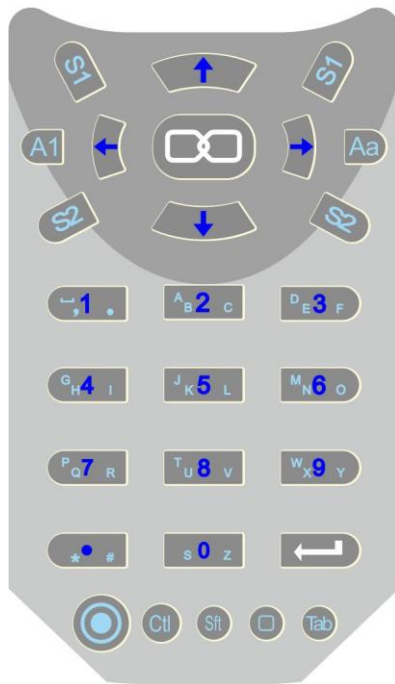 S1 S1
A1 Aa
S2 S2
, 1 .
A B 2 C D E 3 F
G H 4 I J K 5 L M N 6 O
P Q 7 R T U 8 V W X 9 Y
* • # S 0 Z
Ctl Sft Tab